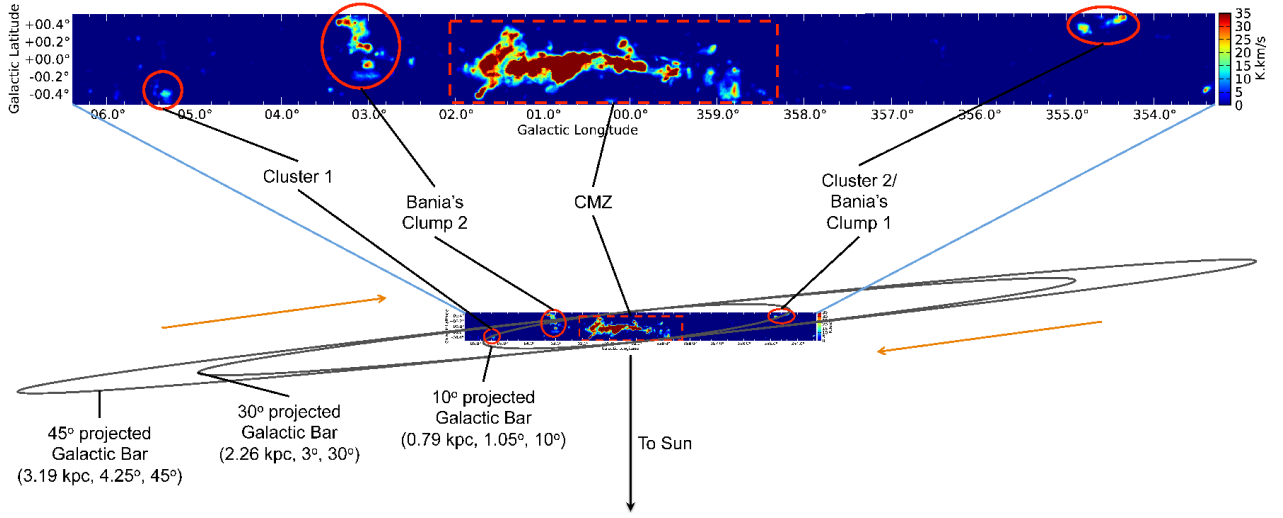 Galactic Latitude
+00.4°
+00.2°
+00.0°
-00.2°
-00.4°
06.0°
05.0°
04.0°
03.0°
02.0°
01.0°
00.0°
359.0°
358.0°
357.0°
356.0°
355.0°
354.0°
Galactic Longitude
35
30
25
20
15
10
5
0
K.km/s
Cluster 1
Bania's
Clump 2
CMZ
Cluster 2/
Bania's
Clump 1
45° projected
Galactic Bar
(3.19 kpc, 4.25°, 45°)
30° projected
Galactic Bar
(2.26 kpc, 3°, 30°)
10° projected
Galactic Bar
(0.79 kpc, 1.05°, 10°)
To Sun